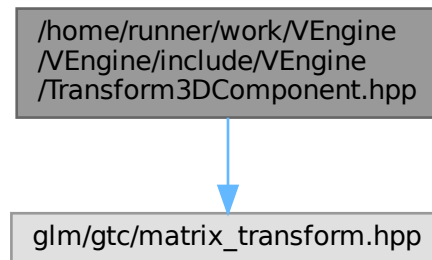 /home/runner/work/VEngine
/VEngine/include/VEngine
/Transform3DComponent.hpp
glm/gtc/matrix_transform.hpp